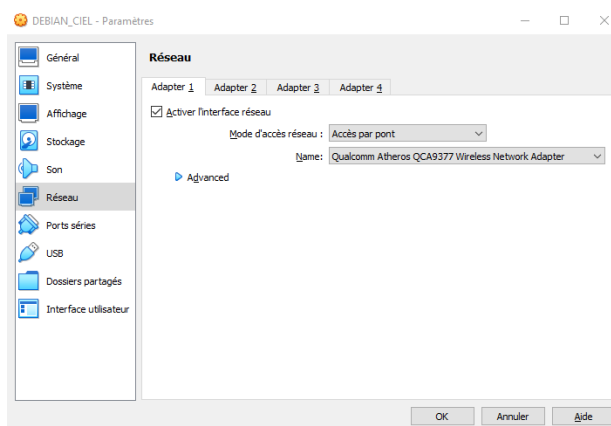 DEBIAN_CIEL - Paramètres
Général
Système
Affichage
Stockage
Son
Réseau
Ports séries
USB
Dossiers partagés
Interface utilisateur
Réseau
Adapter 1 Adapter 2 Adapter 3 Adapter 4
Activer l'interface réseau
Mode d'accès réseau : Accès par pont
Name: Qualcomm Atheros QCA9377 Wireless Network Adapter
Advanced
OK Annuler Aide